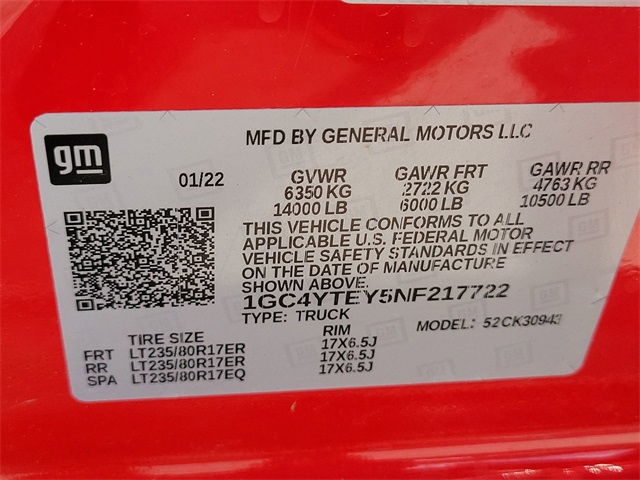 gm
MFD BY GENERAL MOTORS LLC
01/22 GVWR GAWR FRT GAWR RR
6350 KG 2722 KG 4763 KG
14000 LB 6000 LB 10500 LB
THIS VEHICLE CONFORMS TO ALL
APPLICABLE U.S. FEDERAL MOTOR
VEHICLE SAFETY STANDARDS IN EFFECT
ON THE DATE OF MANUFACTURE
SHOWN ABOVE.
1GC4YTEY5NF217722
TYPE: TRUCK MODEL: 52CK30943
TIRE SIZE RIM
FRT LT235/80R17ER 17X6.5J
RR LT235/80R17ER 17X6.5J
SPA LT235/80R17EQ 17X6.5J